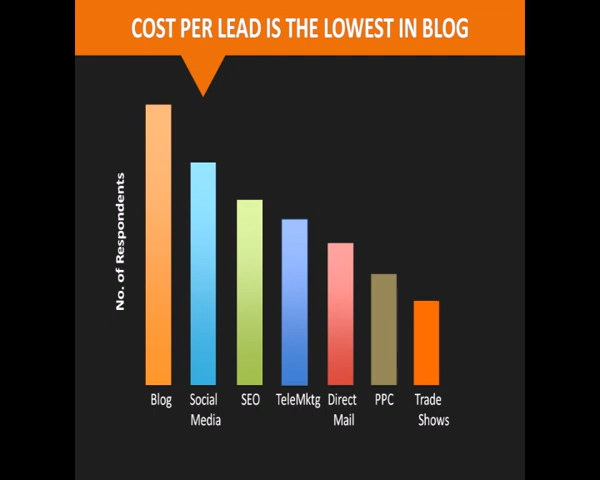 COST PER LEAD IS THE LOWEST IN BLOG
No. of Respondents
Blog
Social
Media
SEO
TeleMktg
Direct
Mail
PPC
Trade
Shows